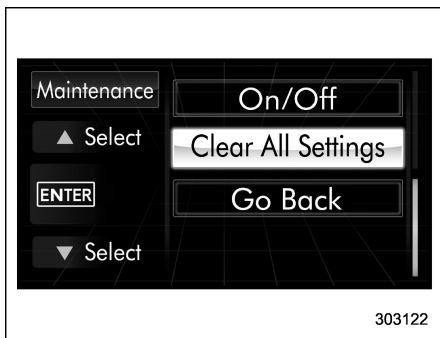 Maintenance
▲ Select
ENTER
▼ Select
On/Off
Clear All Settings
Go Back
303122